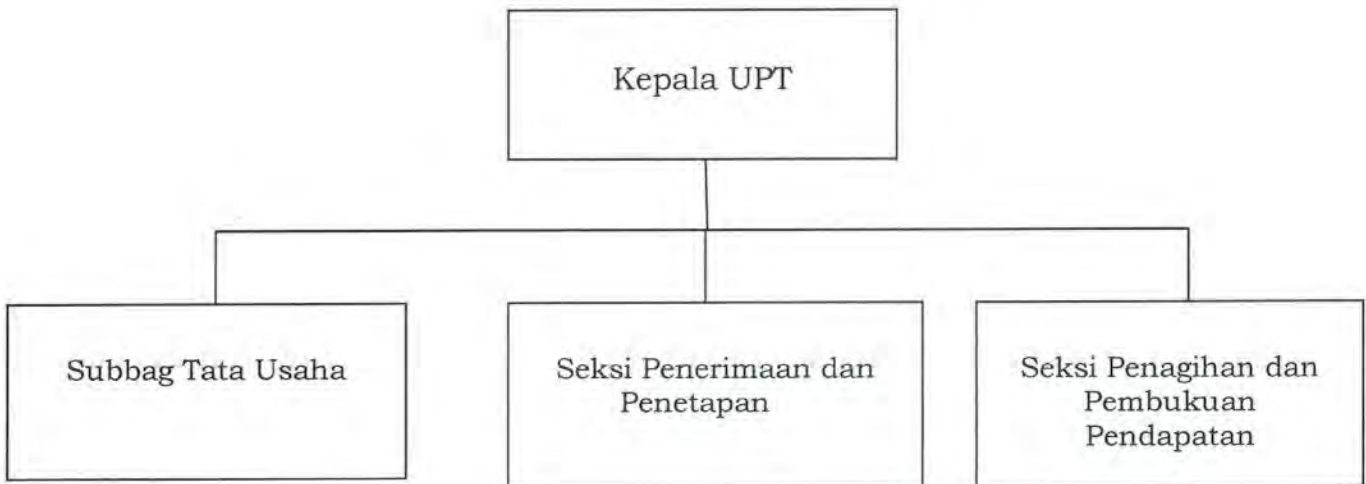 Kepala UPT
Subbag Tata Usaha
Seksi Penerimaan dan
Penetapan
Seksi Penagihan dan
Pembukuan
Pendapatan